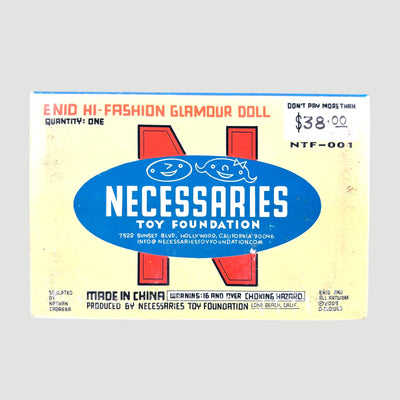 ENID HI-FASHION GLAMOUR DOLL
QUANTITY: ONE
DON'T PAY MORE THAN
$38.00
NTF-001
N
NECESSARIES
TOY FOUNDATION
7522 SUNSET BLVD, HOLLYWOOD, CALIFORNIA 90046
INFO@NECESSARIESTOYFOUNDATION.COM
SCULPTED
BY
NATHAN
CABRERA
MADE IN CHINA WARNING: 16 AND OVER CHOKING HAZARD.
PRODUCED BY NECESSARIES TOY FOUNDATION LONG BEACH, CALIF.
ENID AND
ALL ARTWORK
©2003
D.CLOWES